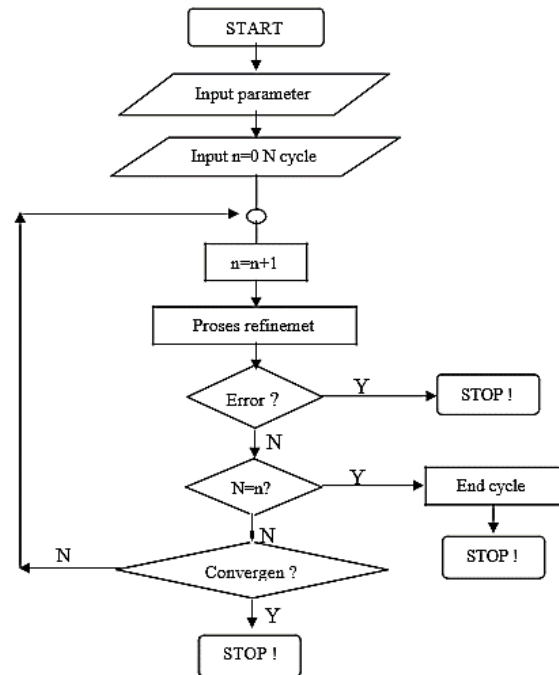 START
Input parameter
Input n=0 N cycle
n=n+1
Proses refinemet
Error ?
Y
STOP !
N
N=n?
Y
End cycle
N
STOP !
N
Convergen ?
Y
STOP !